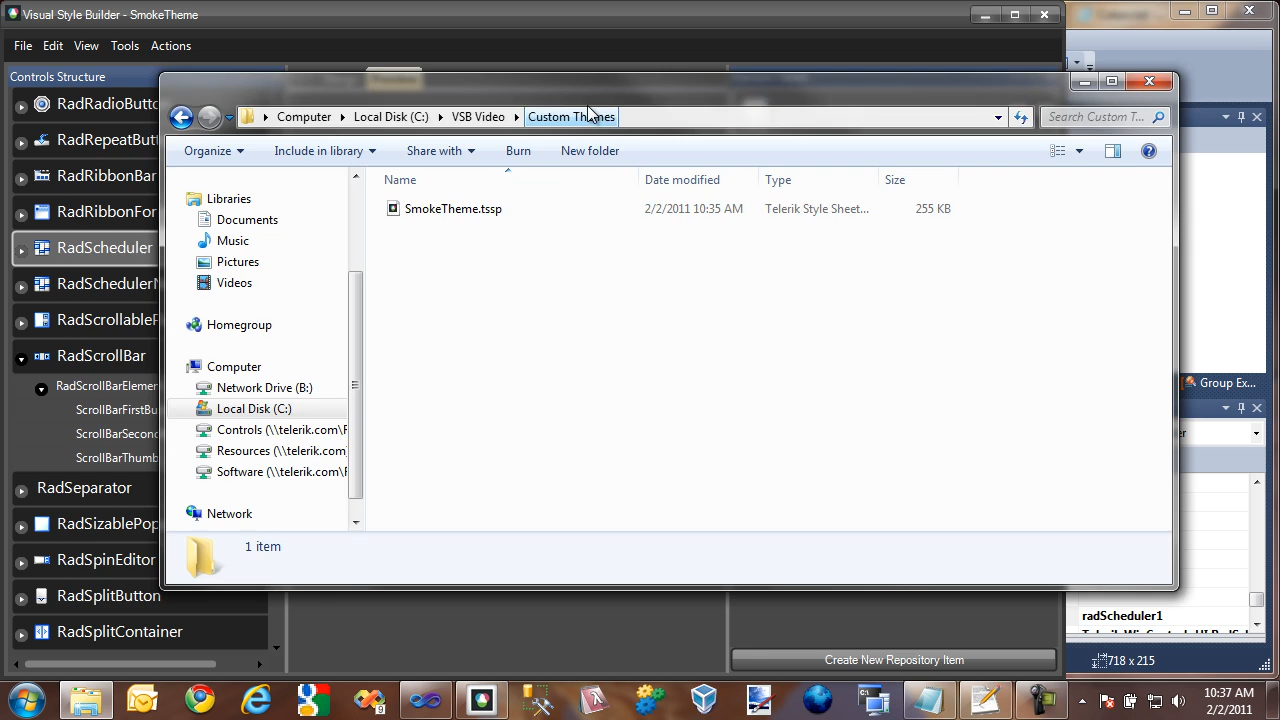 Visual Style Builder - SmokeTheme
File Edit View Tools Actions
Controls Structure
RadRadioButto
RadRepeatButt
RadRibbonBar
RadRibbonFor
RadScheduler
RadScheduler
RadScrollableP
RadScrollBar
RadScrollBarElemen
ScrollBarFirstBu
ScrollBarSecond
ScrollBarThumb
RadSeparator
RadSizablePop
RadSpinEditor
RadSplitButton
RadSplitContainer
Computer Local Disk (C:) VSB Video Custom Themes
Search Custom T...
Organize Include in library Share with Burn New folder
Name Date modified Type Size
SmokeTheme.tssp 2/2/2011 10:35 AM Telerik Style Sheet... 255 KB
Libraries
Documents
Music
Pictures
Videos
Homegroup
Computer
Network Drive (B:)
Local Disk (C:)
Controls (\\telerik.com\F
Resources (\\telerik.com
Software (\\telerik.com\F
Network
1 item
Create New Repository Item
Group Ex...
er
radScheduler1
718 x 215
10:37 AM
2/2/2011